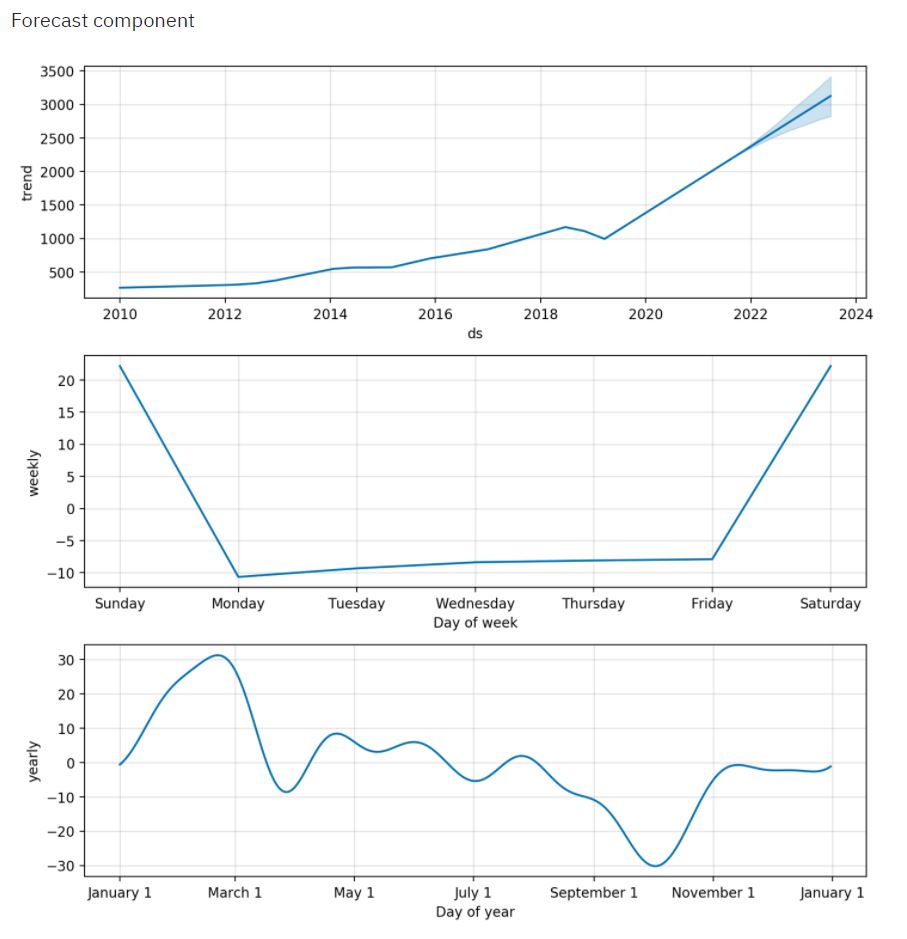 Forecast component
3500
3000
2500
2000
1500
1000
500
trend
2010 2012 2014 2016 2018 2020 2022 2024
ds
20
15
10
5
0
−5
−10
weekly
Sunday Monday Tuesday Wednesday Thursday Friday Saturday
Day of week
30
20
10
0
−10
−20
−30
yearly
January 1 March 1 May 1 July 1 September 1 November 1 January 1
Day of year